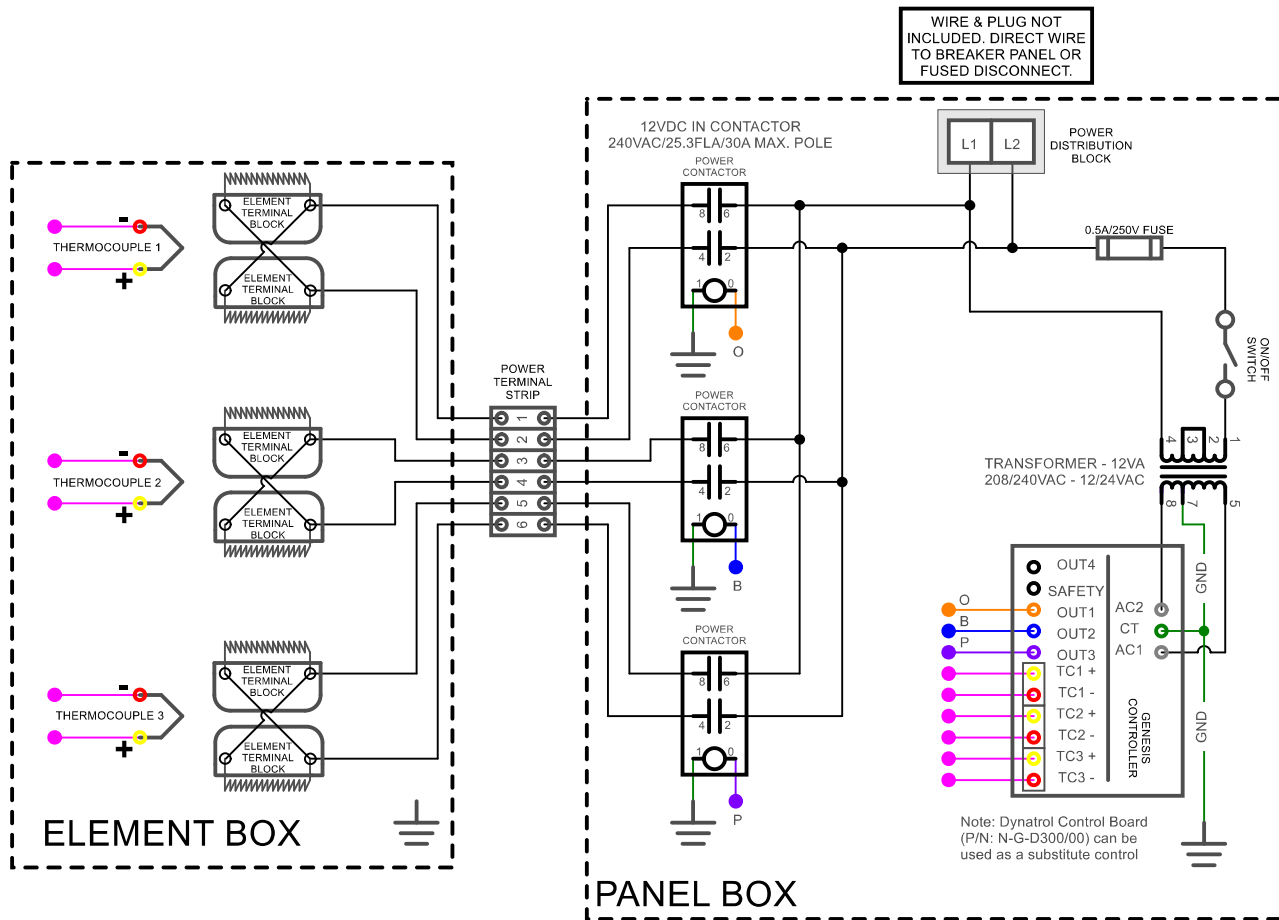 WIRE & PLUG NOT
INCLUDED. DIRECT WIRE
TO BREAKER PANEL OR
FUSED DISCONNECT.
12VDC IN CONTACTOR
240VAC/25.3FLA/30A MAX. POLE
POWER
CONTACTOR
8 6
4 2
1 0
O
L1 L2
POWER
DISTRIBUTION
BLOCK
0.5A/250V FUSE
ON/OFF
SWITCH
- THERMOCOUPLE 1 +
ELEMENT
TERMINAL
BLOCK
ELEMENT
TERMINAL
BLOCK
POWER
TERMINAL
STRIP
1
2
3
4
5
6
POWER
CONTACTOR
8 6
4 2
1 0
B
- THERMOCOUPLE 2 +
ELEMENT
TERMINAL
BLOCK
ELEMENT
TERMINAL
BLOCK
TRANSFORMER - 12VA
208/240VAC - 12/24VAC
4 3 2 1
8 7 5
GND
GND
POWER
CONTACTOR
8 6
4 2
1 0
P
- THERMOCOUPLE 3 +
ELEMENT
TERMINAL
BLOCK
ELEMENT
TERMINAL
BLOCK
OUT4
SAFETY
O OUT1
B OUT2
P OUT3
TC1 +
TC1 -
TC2 +
TC2 -
TC3 +
TC3 -
AC2
CT
AC1
GENESIS
CONTROLLER
Note: Dynatrol Control Board
(P/N: N-G-D300/00) can be
used as a substitute control
ELEMENT BOX
PANEL BOX